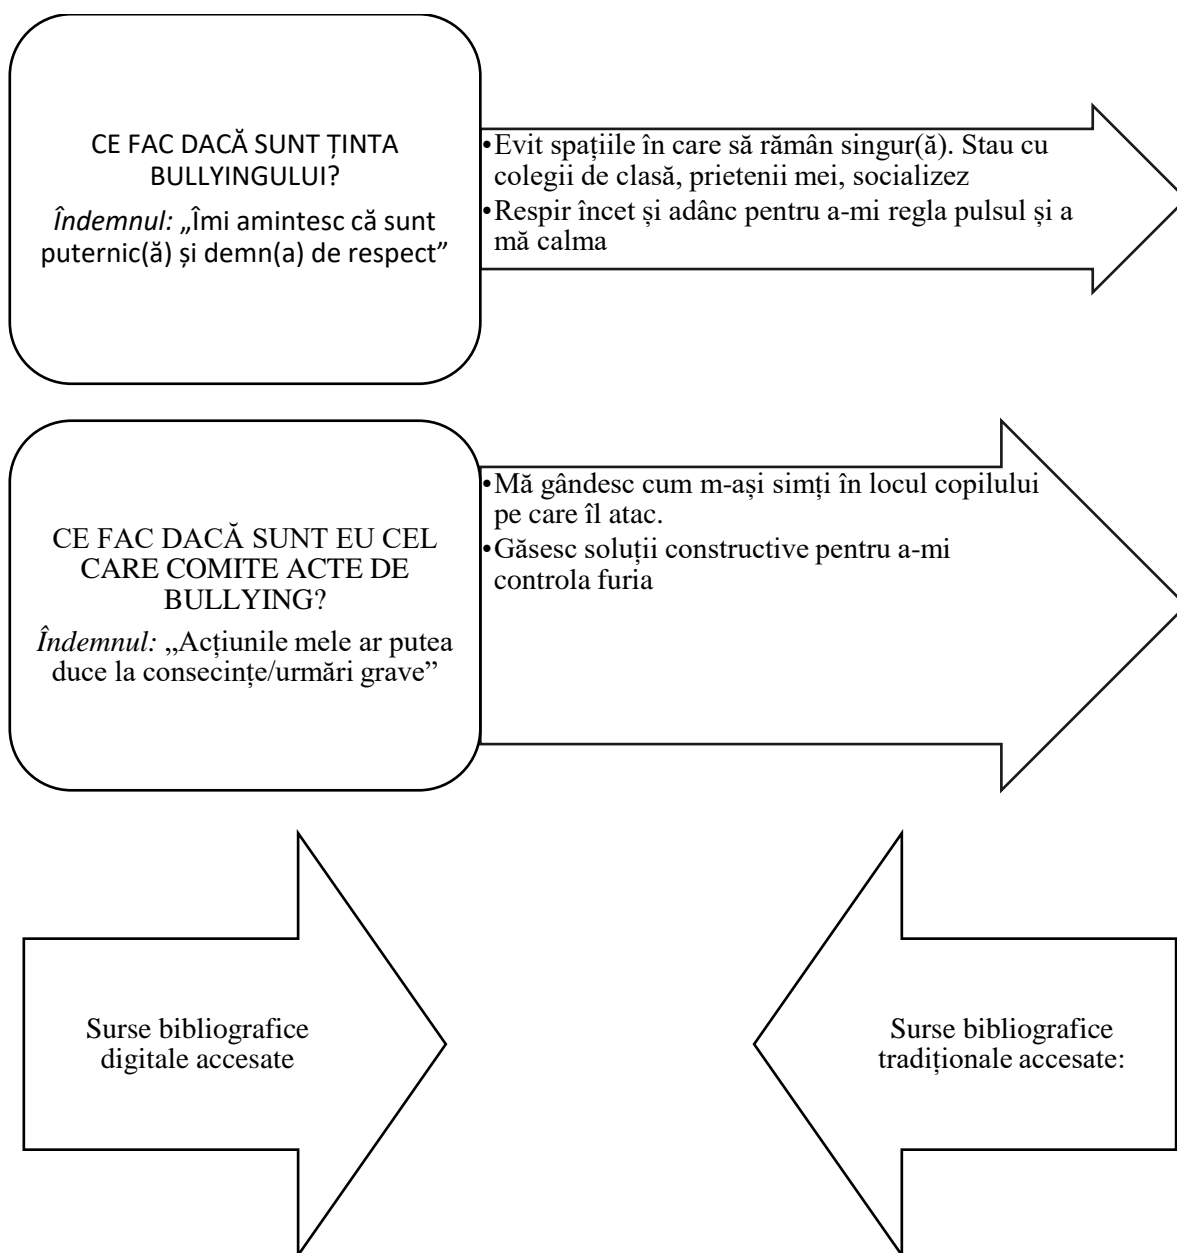 CE FAC DACĂ SUNT ȚINTA
BULLYINGULUI?
Îndemnul: „Îmi amintesc că sunt
puternic(ă) și demn(a) de respect”
•Evit spațiile în care să rămân singur(ă). Stau cu
colegii de clasă, prietenii mei, socializez
•Respir încet și adânc pentru a-mi regla pulsul și a
mă calma
CE FAC DACĂ SUNT EU CEL
CARE COMITE ACTE DE
BULLYING?
Îndemnul: „Acțiunile mele ar putea
duce la consecințe/urmări grave”
•Mă gândesc cum m-ași simți în locul copilului
pe care îl atac.
•Găsesc soluții constructive pentru a-mi
controla furia
Surse bibliografice
digitale accesate
Surse bibliografice
tradiționale accesate: